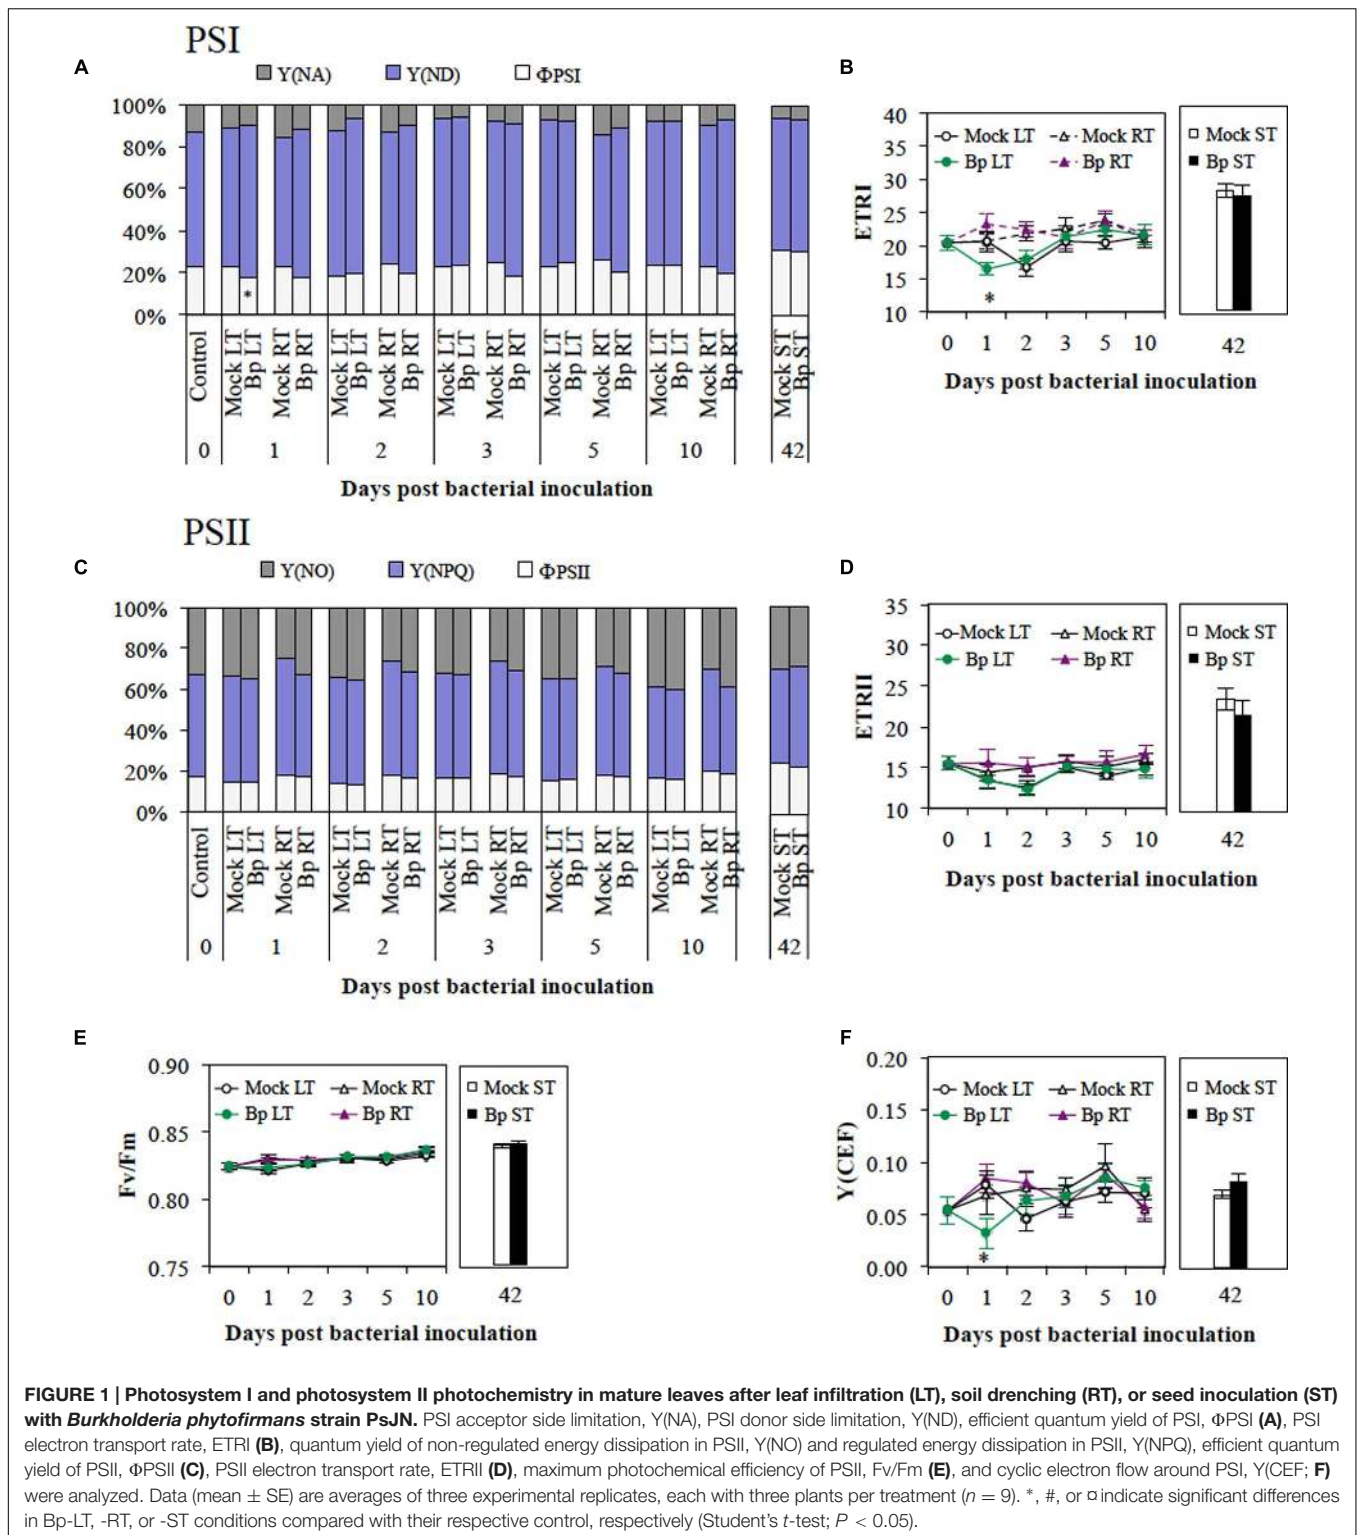 PSI
A
Y(NA) Y(ND) ΦPSI
100%
80%
60%
40%
20%
0%
*
Control Mock LT Bp LT Mock RT Bp RT Mock LT Bp LT Mock RT Bp RT Mock LT Bp LT Mock RT Bp RT Mock LT Bp LT Mock RT Bp RT Mock LT Bp LT Mock RT Bp RT Mock ST Bp ST
0 1 2 3 5 10 42
Days post bacterial inoculation
B
ETRI
40
35
30
25
20
15
10
Mock LT Mock RT
Bp LT Bp RT
*
Mock ST
Bp ST
0 1 2 3 5 10 42
Days post bacterial inoculation
PSII
C
Y(NO) Y(NPQ) ΦPSII
100%
80%
60%
40%
20%
0%
Control Mock LT Bp LT Mock RT Bp RT Mock LT Bp LT Mock RT Bp RT Mock LT Bp LT Mock RT Bp RT Mock LT Bp LT Mock RT Bp RT Mock LT Bp LT Mock RT Bp RT Mock ST Bp ST
0 1 2 3 5 10 42
Days post bacterial inoculation
D
ETRII
35
30
25
20
15
10
Mock LT Mock RT
Bp LT Bp RT
Mock ST
Bp ST
0 1 2 3 5 10 42
Days post bacterial inoculation
E
Fv/Fm
0.90
0.85
0.80
0.75
Mock LT Mock RT
Bp LT Bp RT
Mock ST
Bp ST
0 1 2 3 5 10 42
Days post bacterial inoculation
F
Y(CEF)
0.20
0.15
0.10
0.05
0.00
Mock LT Mock RT
Bp LT Bp RT
*
Mock ST
Bp ST
0 1 2 3 5 10 42
Days post bacterial inoculation
FIGURE 1 | Photosystem I and photosystem II photochemistry in mature leaves after leaf infiltration (LT), soil drenching (RT), or seed inoculation (ST)
with Burkholderia phytofirmans strain PsJN. PSI acceptor side limitation, Y(NA), PSI donor side limitation, Y(ND), efficient quantum yield of PSI, ΦPSI (A), PSI
electron transport rate, ETRI (B), quantum yield of non-regulated energy dissipation in PSII, Y(NO) and regulated energy dissipation in PSII, Y(NPQ), efficient quantum
yield of PSII, ΦPSII (C), PSII electron transport rate, ETRII (D), maximum photochemical efficiency of PSII, Fv/Fm (E), and cyclic electron flow around PSI, Y(CEF; F)
were analyzed. Data (mean ± SE) are averages of three experimental replicates, each with three plants per treatment (n = 9). *, #, or ¤ indicate significant differences
in Bp-LT, -RT, or -ST conditions compared with their respective control, respectively (Student's t-test; P < 0.05).